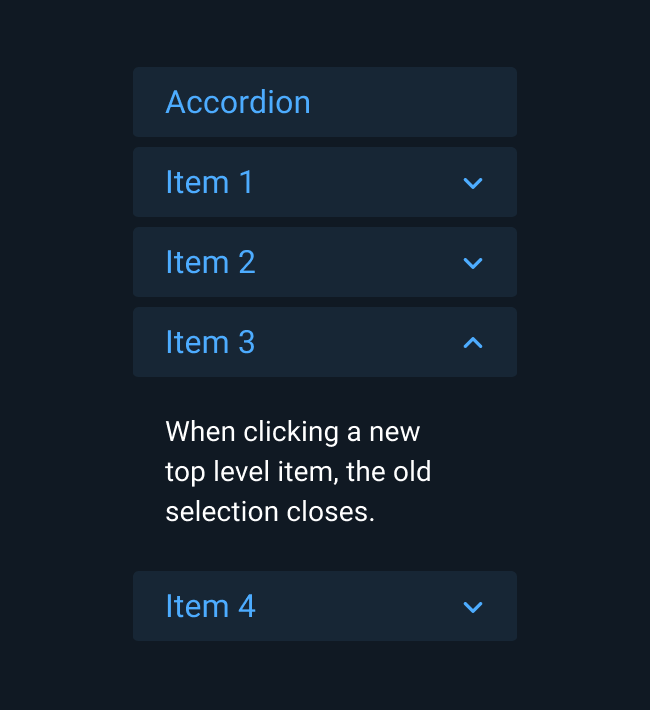 Accordion
Item 1
Item 2
Item 3
When clicking a new
top level item, the old
selection closes.
Item 4